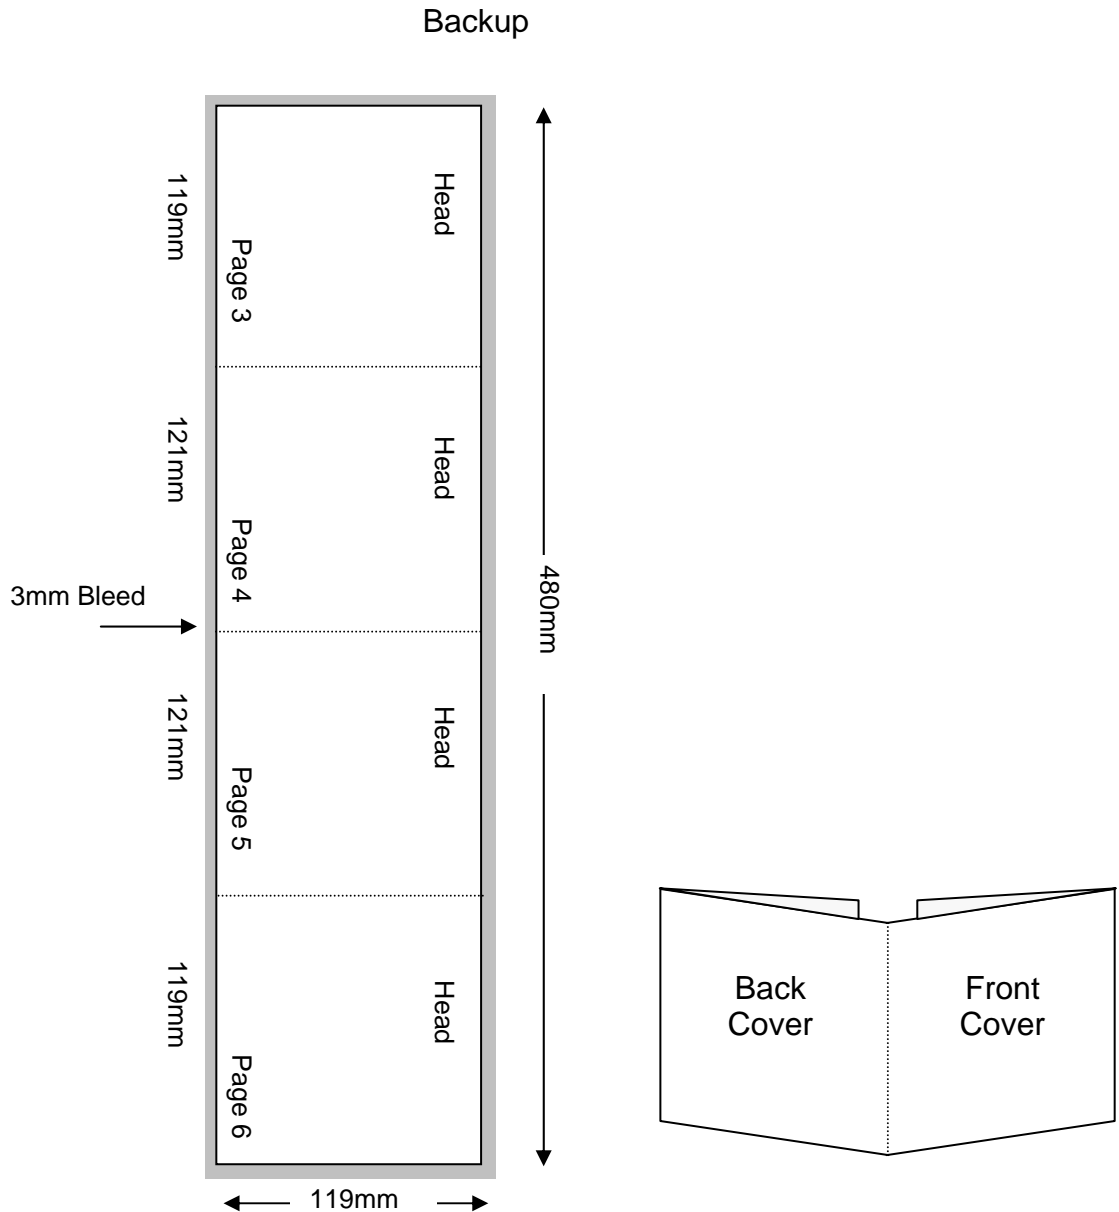 Backup
119mm
Head
Page 3
121mm
Head
Page 4
3mm Bleed
480mm
121mm
Head
Page 5
119mm
Head
Page 6
119mm
Back
Cover
Front
Cover